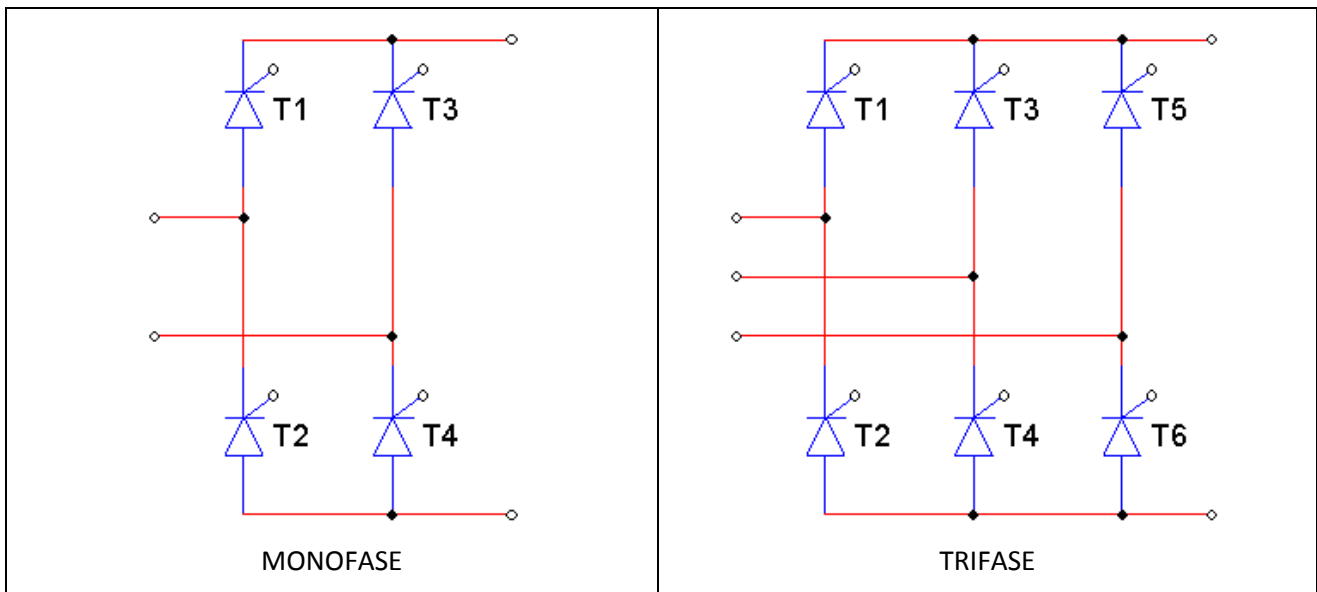 T1 T3
T2 T4
MONOFASE
T1 T3 T5
T2 T4 T6
TRIFASE